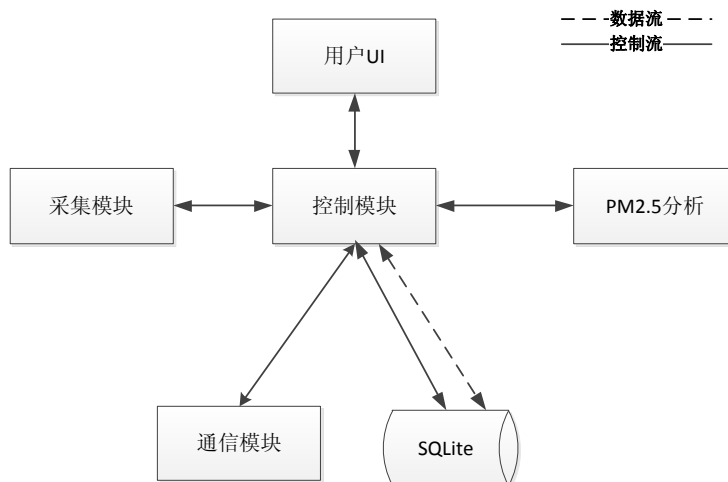 数据流
控制流
用户UI
采集模块
控制模块
PM2.5分析
通信模块
SQLite